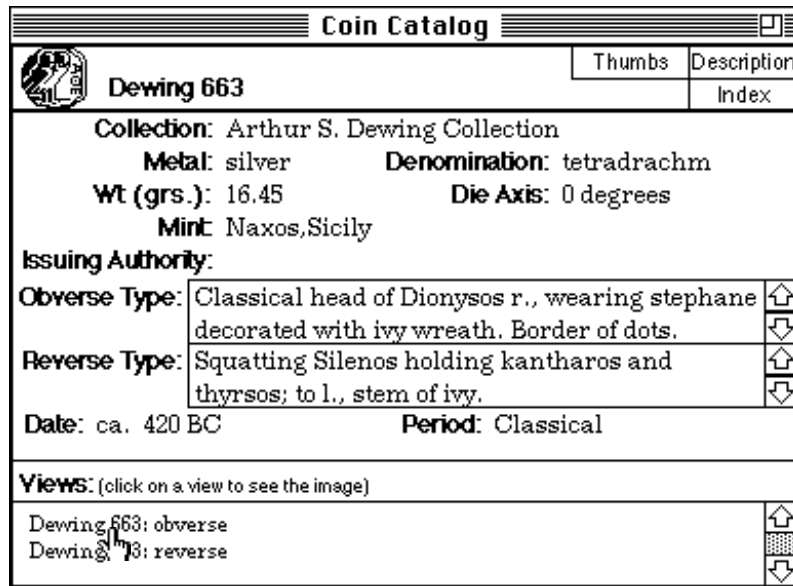 Coin Catalog
Thumbs Description
Dewing 663
Index
Collection: Arthur S. Dewing Collection
Metal: silver Denomination: tetradrachm
Wt (grs.): 16.45 Die Axis: 0 degrees
Mint: Naxos,Sicily
Issuing Authority:
Obverse Type: Classical head of Dionysos r., wearing stephane
decorated with ivy wreath. Border of dots.
Reverse Type: Squatting Silenos holding kantharos and
thyrsos; to l., stem of ivy.
Date: ca. 420 BC Period: Classical
Views: (click on a view to see the image)
Dewing 663: obverse
Dewing 663: reverse